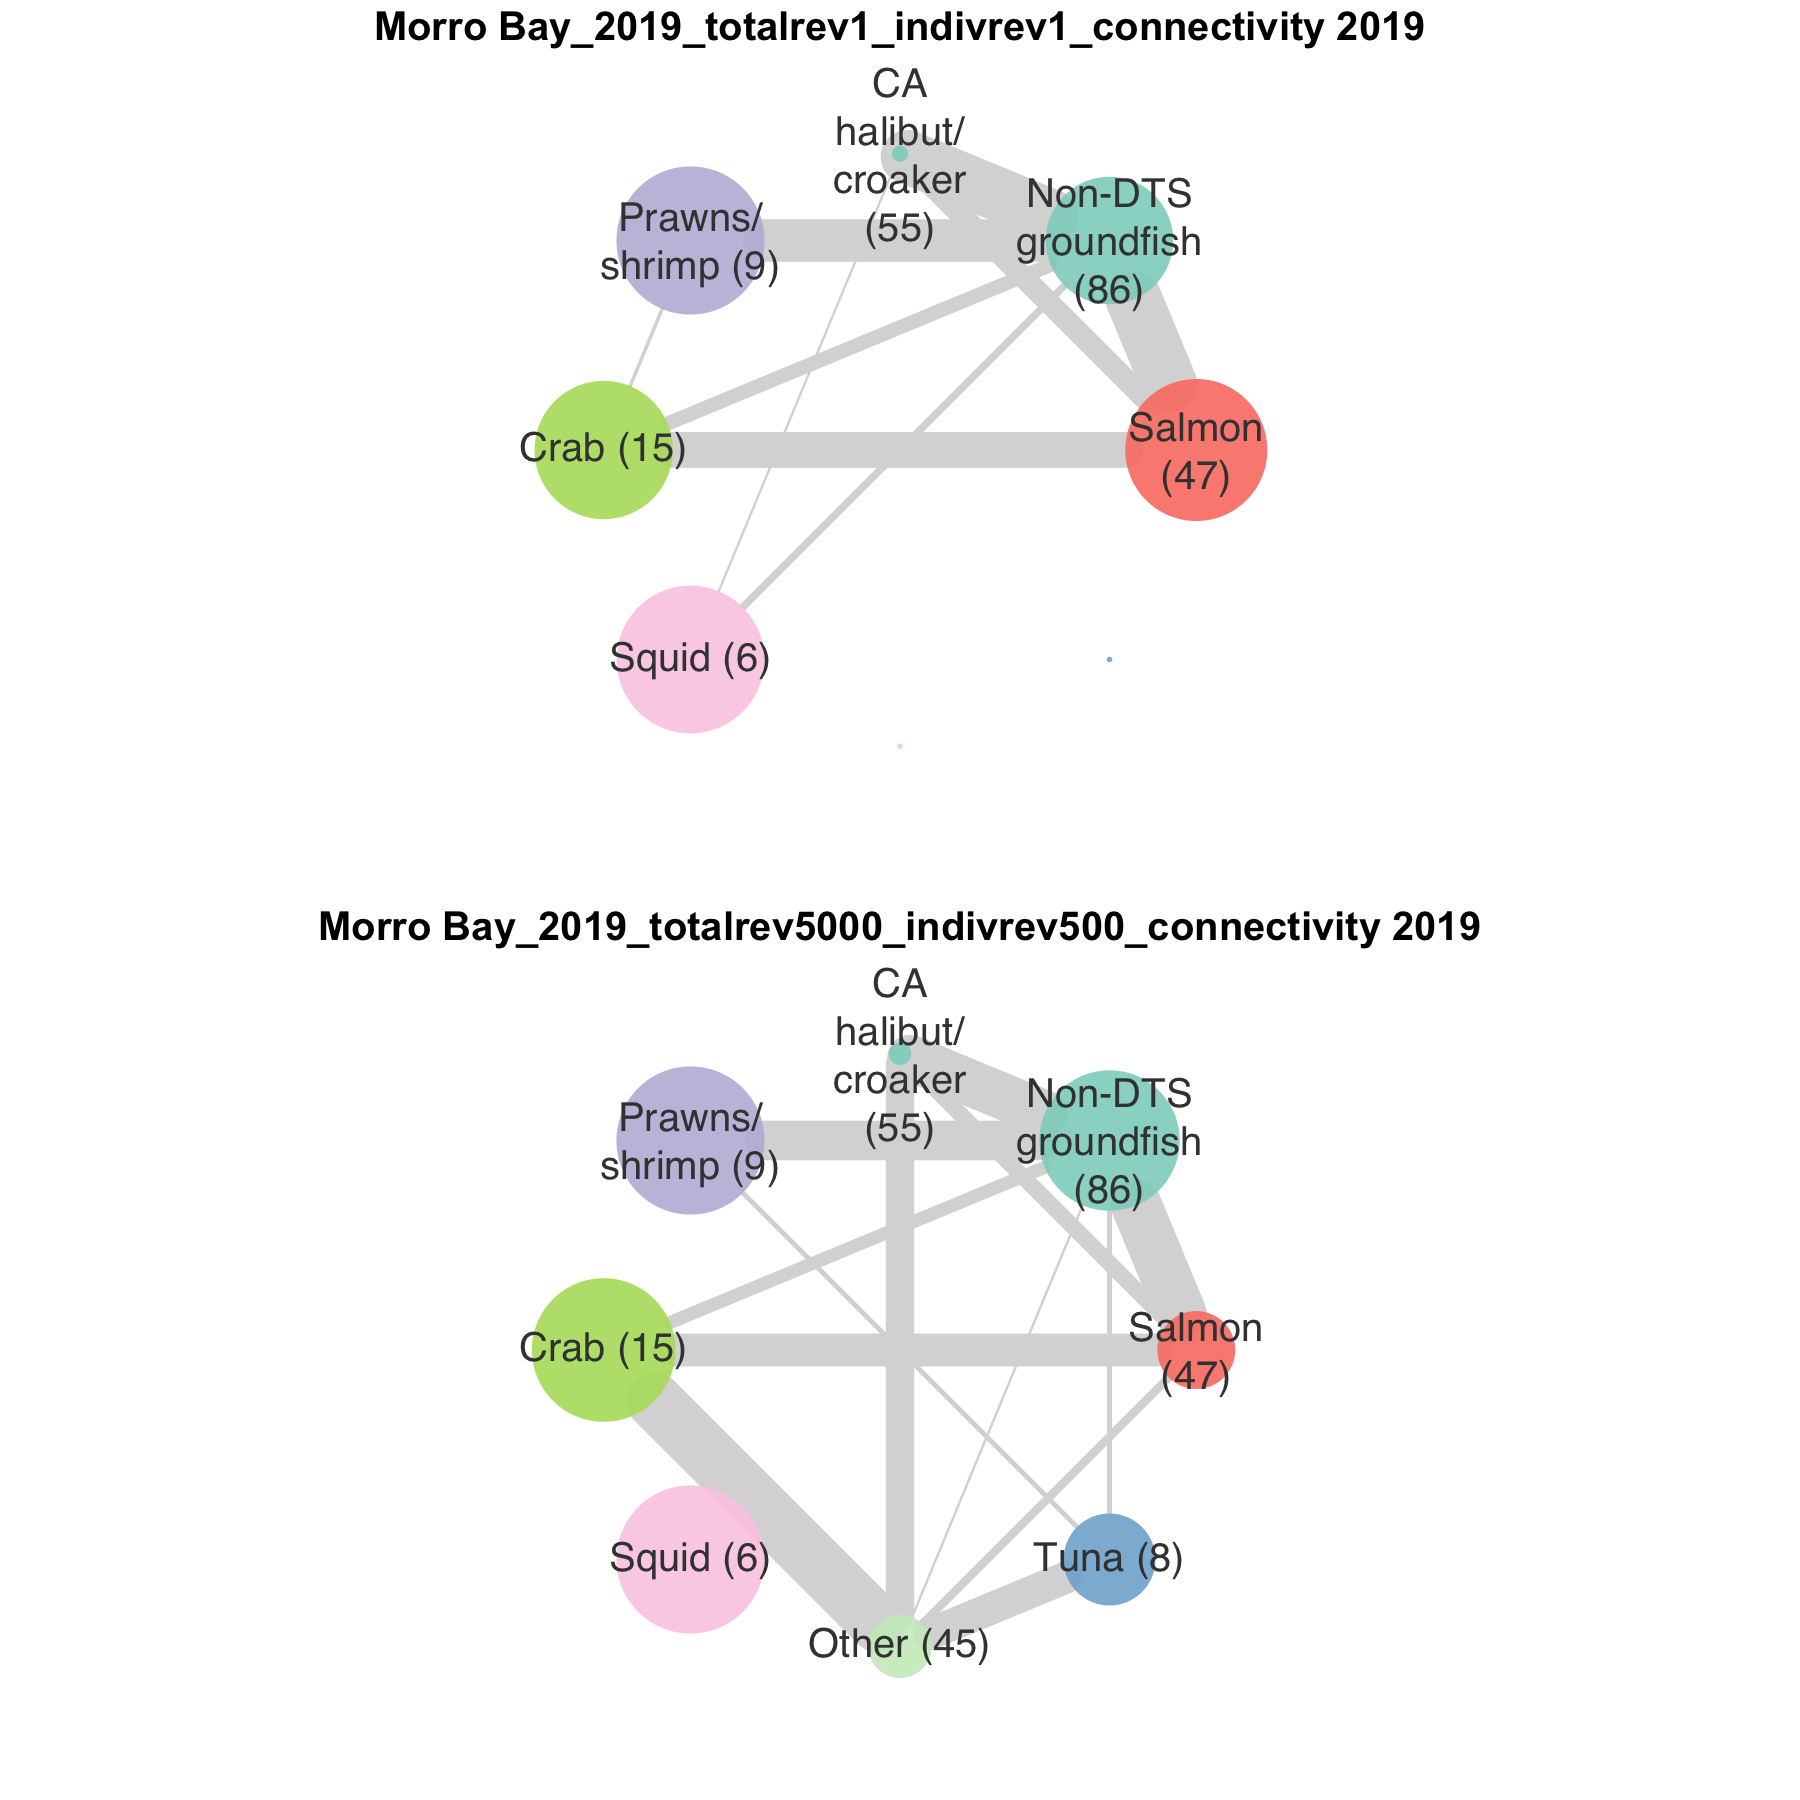 Morro Bay_2019_totalrev1_indivrev1_connectivity 2019
CA
halibut/
croaker
(55)
Non-DTS
groundfish
(86)
Prawns/
shrimp (9)
Salmon
(47)
Crab (15)
Squid (6)
Morro Bay_2019_totalrev5000_indivrev500_connectivity 2019
CA
halibut/
croaker
(55)
Non-DTS
groundfish
(86)
Prawns/
shrimp (9)
Salmon
(47)
Crab (15)
Squid (6)
Tuna (8)
Other (45)